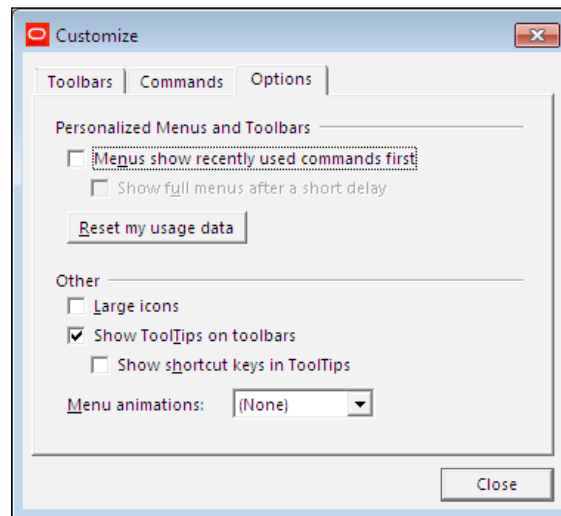 Customize
Toolbars Commands Options
Personalized Menus and Toolbars
Menus show recently used commands first
Show full menus after a short delay
Reset my usage data
Other
Large icons
Show ToolTips on toolbars
Show shortcut keys in ToolTips
Menu animations: (None)
Close